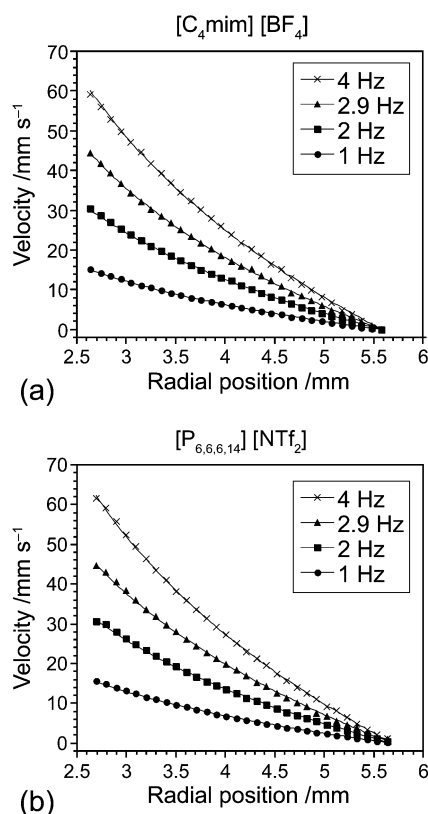 [C₄mim] [BF₄]
70
60
50
40
30
20
10
0
Velocity /mm s⁻¹
4 Hz
2.9 Hz
2 Hz
1 Hz
2.5 3 3.5 4 4.5 5 5.5 6
Radial position /mm
(a)
[P₆,₆,₆,₁₄] [NTf₂]
70
60
50
40
30
20
10
0
Velocity /mm s⁻¹
4 Hz
2.9 Hz
2 Hz
1 Hz
2.5 3 3.5 4 4.5 5 5.5 6
Radial position /mm
(b)